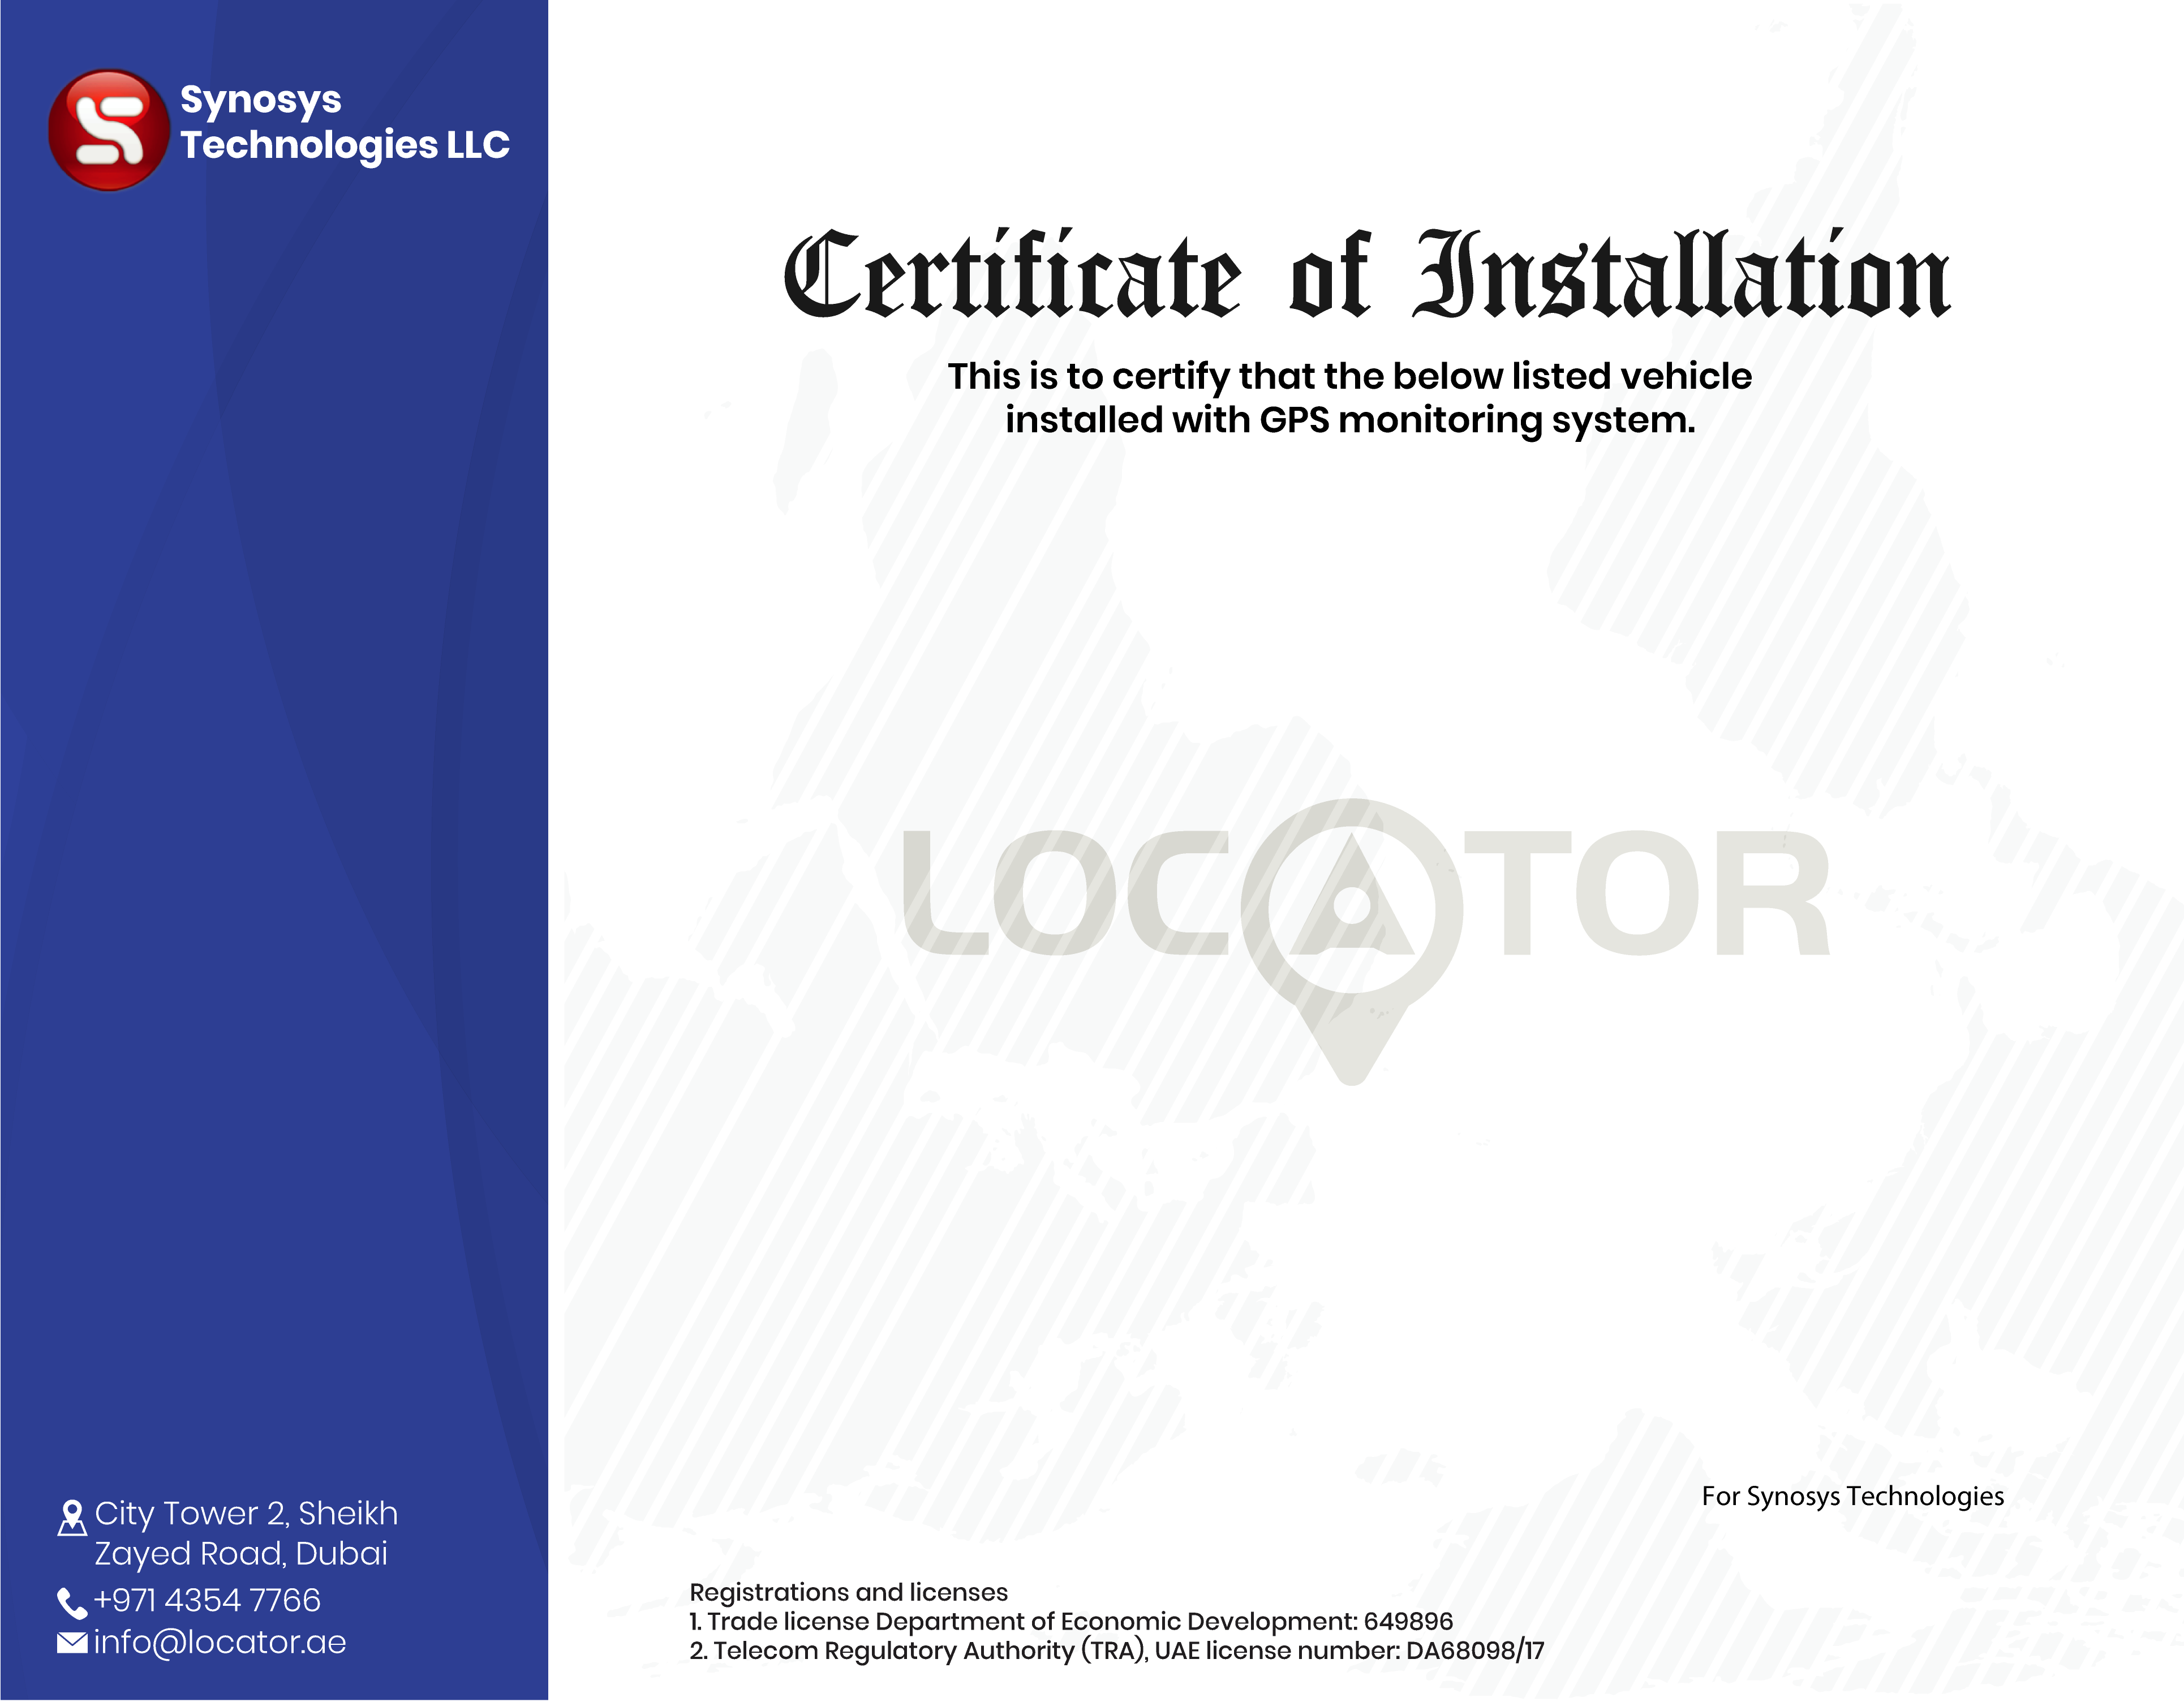 Synosys
Technologies LLC
Certificate of Installation
This is to certify that the below listed vehicle
installed with GPS monitoring system.
LOCATOR
For Synosys Technologies
City Tower 2, Sheikh
Zayed Road, Dubai
+971 4354 7766
info@locator.ae
Registrations and licenses
1. Trade license Department of Economic Development: 649896
2. Telecom Regulatory Authority (TRA), UAE license number: DA68098/17